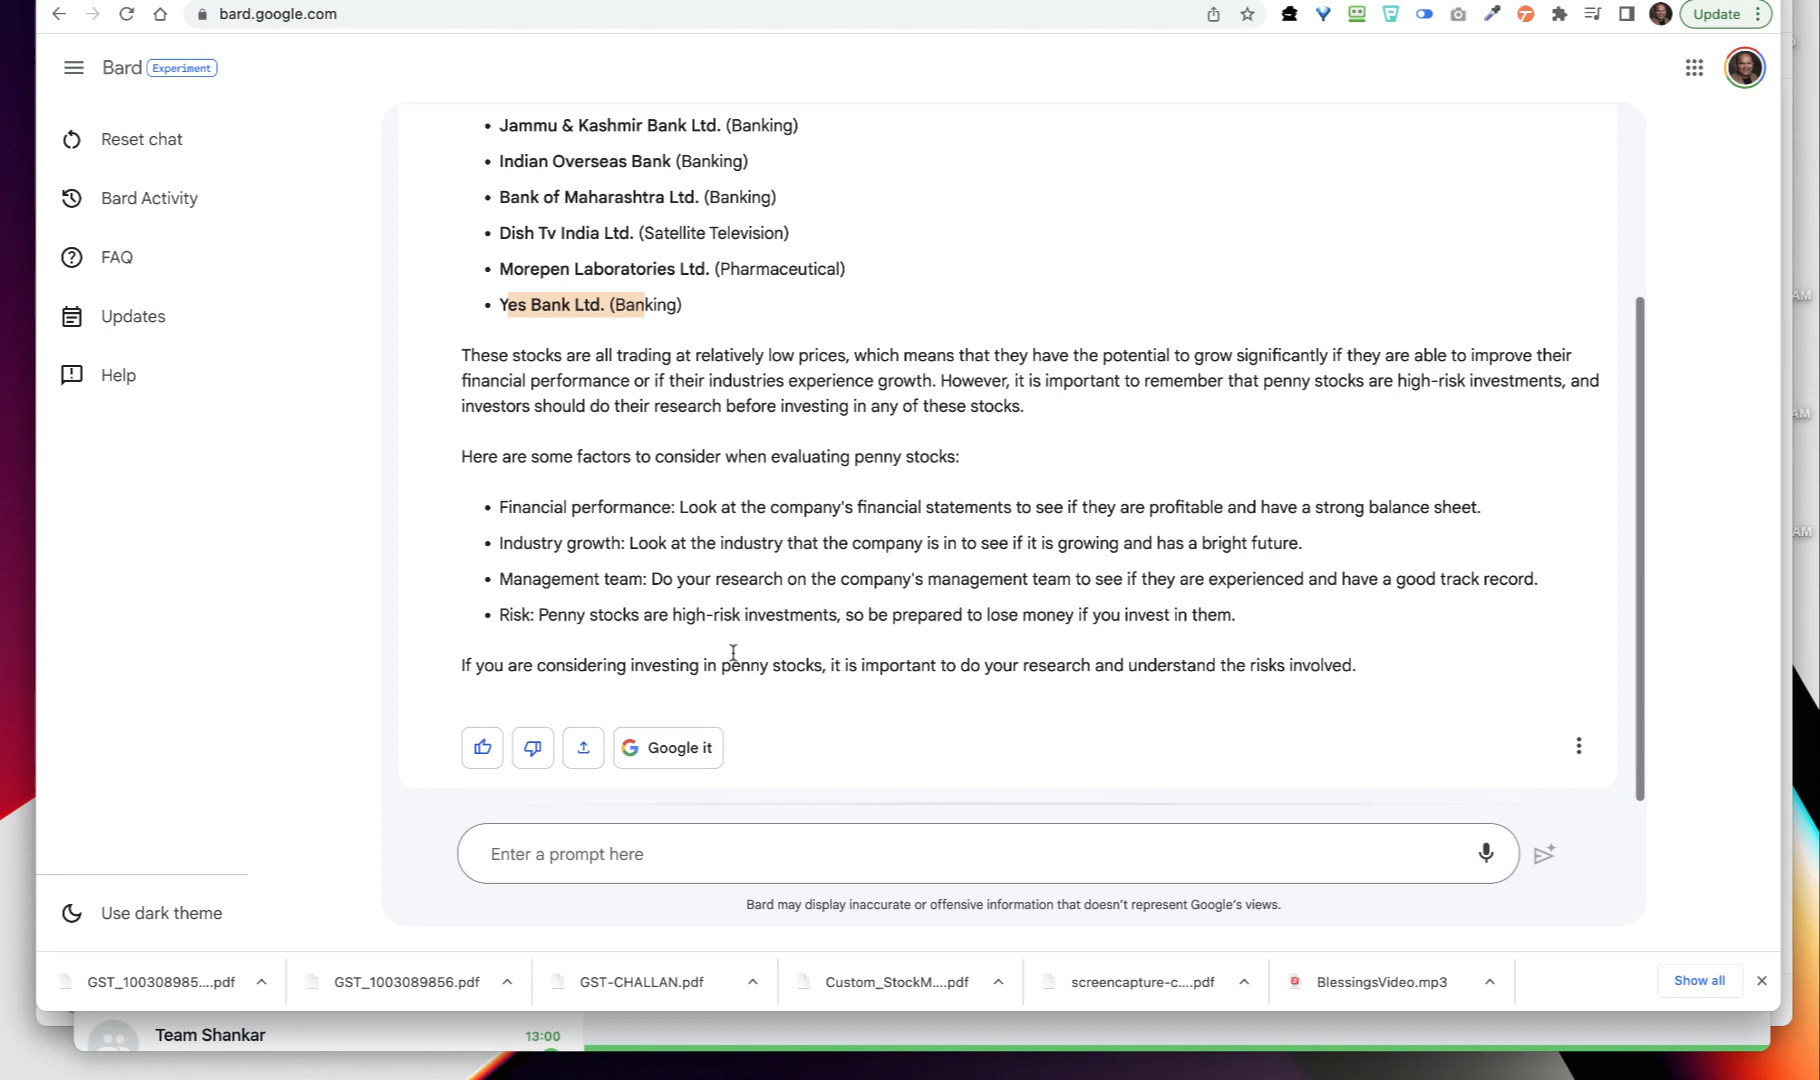 bard.google.com
Update
Bard Experiment
Reset chat
Bard Activity
FAQ
Updates
Help
Use dark theme
Jammu & Kashmir Bank Ltd. (Banking)
Indian Overseas Bank (Banking)
Bank of Maharashtra Ltd. (Banking)
Dish Tv India Ltd. (Satellite Television)
Morepen Laboratories Ltd. (Pharmaceutical)
Yes Bank Ltd. (Banking)
These stocks are all trading at relatively low prices, which means that they have the potential to grow significantly if they are able to improve their
financial performance or if their industries experience growth. However, it is important to remember that penny stocks are high-risk investments, and
investors should do their research before investing in any of these stocks.
Here are some factors to consider when evaluating penny stocks:
Financial performance: Look at the company's financial statements to see if they are profitable and have a strong balance sheet.
Industry growth: Look at the industry that the company is in to see if it is growing and has a bright future.
Management team: Do your research on the company's management team to see if they are experienced and have a good track record.
Risk: Penny stocks are high-risk investments, so be prepared to lose money if you invest in them.
If you are considering investing in penny stocks, it is important to do your research and understand the risks involved.
Google it
Enter a prompt here
Bard may display inaccurate or offensive information that doesn't represent Google's views.
AM
AM
AM
GST_100308985....pdf
GST_1003089856.pdf
GST-CHALLAN.pdf
Custom_StockM....pdf
screencapture-c....pdf
BlessingsVideo.mp3
Show all
Team Shankar
13:00